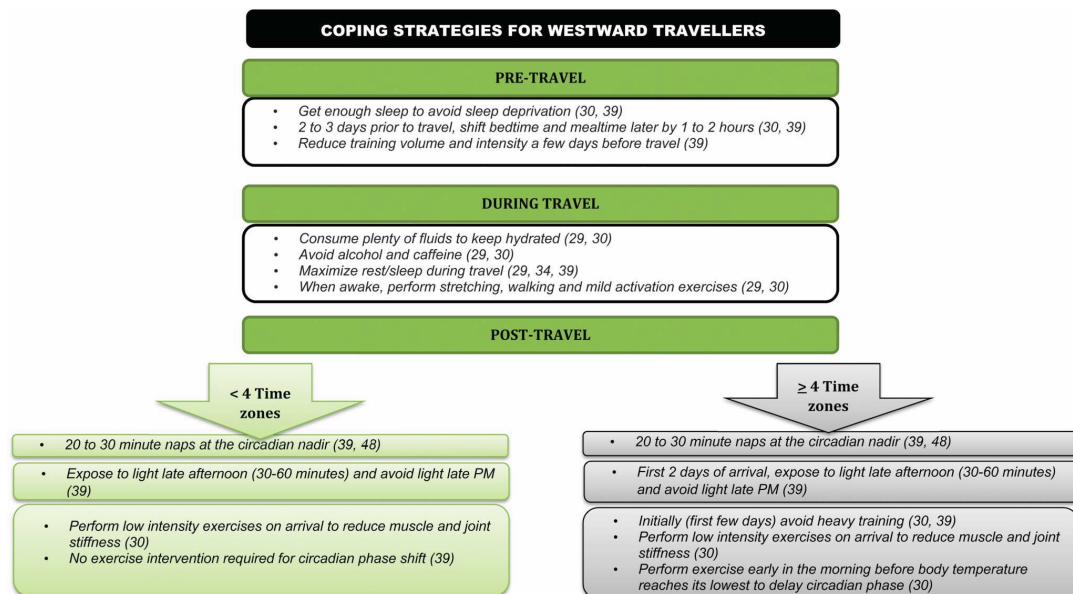 COPING STRATEGIES FOR WESTWARD TRAVELLERS
PRE-TRAVEL
• Get enough sleep to avoid sleep deprivation (30, 39)
• 2 to 3 days prior to travel, shift bedtime and mealtime later by 1 to 2 hours (30, 39)
• Reduce training volume and intensity a few days before travel (39)
DURING TRAVEL
• Consume plenty of fluids to keep hydrated (29, 30)
• Avoid alcohol and caffeine (29, 30)
• Maximize rest/sleep during travel (29, 34, 39)
• When awake, perform stretching, walking and mild activation exercises (29, 30)
POST-TRAVEL
< 4 Time
zones
• 20 to 30 minute naps at the circadian nadir (39, 48)
• Expose to light late afternoon (30-60 minutes) and avoid light late PM
(39)
• Perform low intensity exercises on arrival to reduce muscle and joint
stiffness (30)
• No exercise intervention required for circadian phase shift (39)
≥ 4 Time
zones
• 20 to 30 minute naps at the circadian nadir (39, 48)
• First 2 days of arrival, expose to light late afternoon (30-60 minutes)
and avoid light late PM (39)
• Initially (first few days) avoid heavy training (30, 39)
• Perform low intensity exercises on arrival to reduce muscle and joint
stiffness (30)
• Perform exercise early in the morning before body temperature
reaches its lowest to delay circadian phase (30)